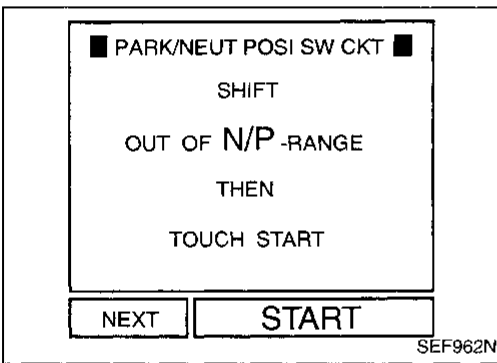 ■ PARK/NEUT POSI SW CKT ■
SHIFT
OUT OF N/P -RANGE
THEN
TOUCH START
NEXT START
SEF962N